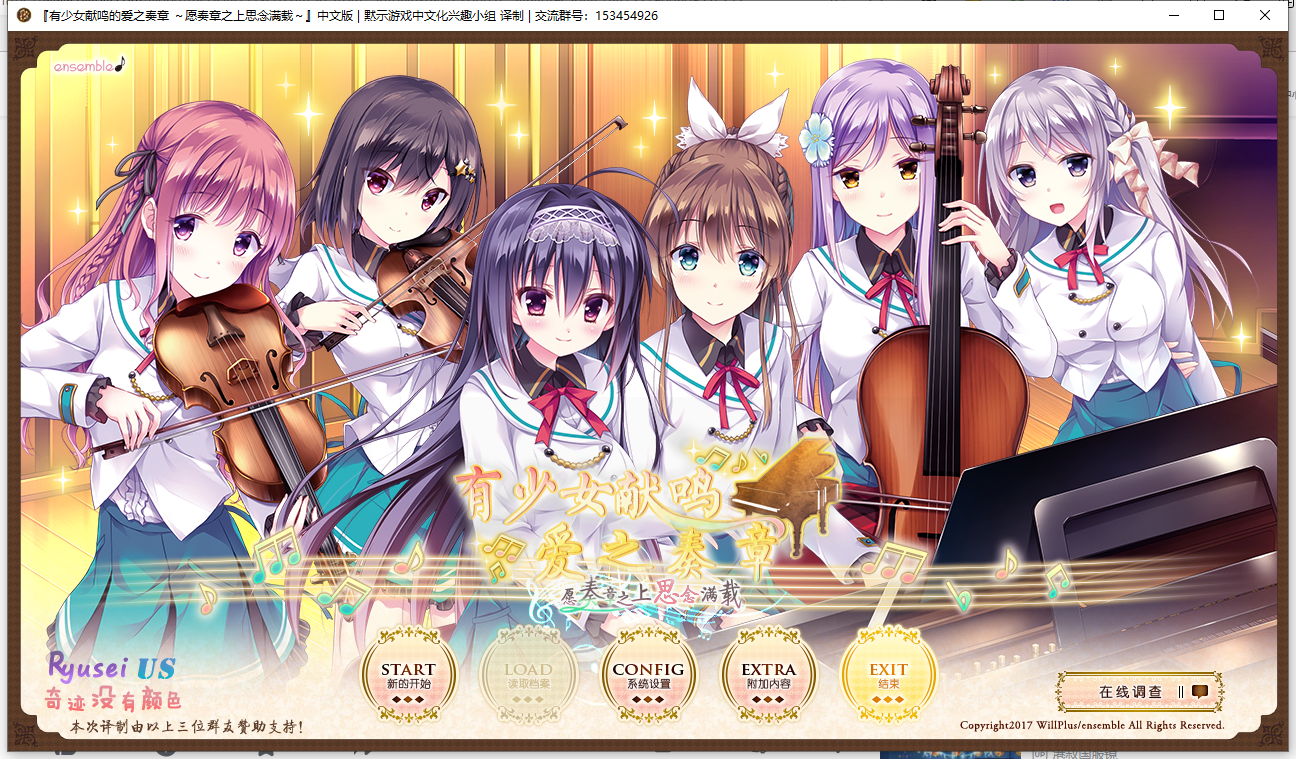 『有少女献鸣的爱之奏章 ～愿奏章之上思念满载～』中文版 | 默示游戏中文化兴趣小组 译制 | 交流群号：153454926
ensemble
有少女献鸣
爱之奏章
愿奏音之上思念满载
Ryusei US
奇迹没有颜色
本次译制由以上三位群友赞助支持!
START
新的开始
LOAD
读取档案
CONFIG
系统设置
EXTRA
附加内容
EXIT
结束
在线调查
Copyright2017 WillPlus/ensemble All Rights Reserved.